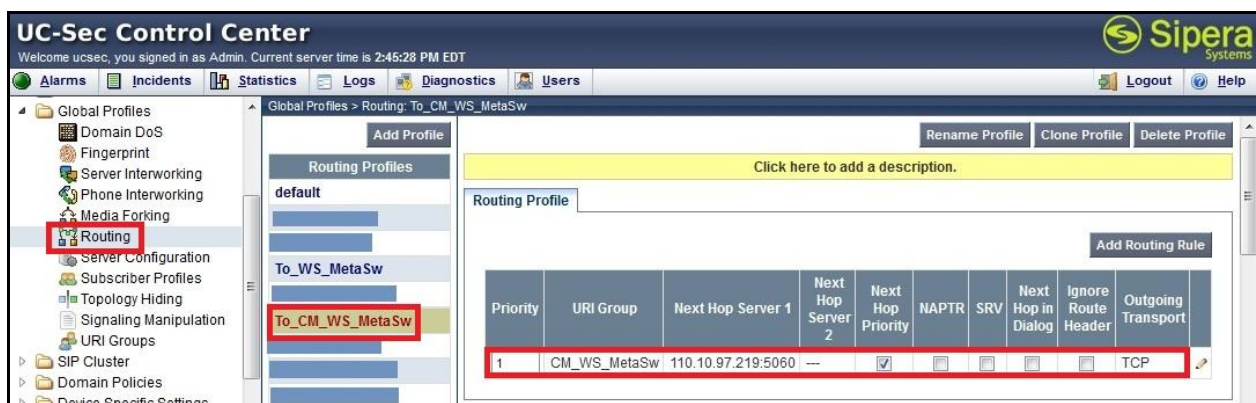 UC-Sec Control Center
Welcome ucsec, you signed in as Admin. Current server time is 2:45:28 PM EDT
Sipera
Systems
Alarms Incidents Statistics Logs Diagnostics Users Logout Help
Global Profiles
Domain DoS
Fingerprint
Server Interworking
Phone Interworking
Media Forking
Routing
Server Configuration
Subscriber Profiles
Topology Hiding
Signaling Manipulation
URI Groups
SIP Cluster
Domain Policies
Device Specific Settings
Global Profiles > Routing: To_CM_WS_MetaSw
Add Profile
Routing Profiles
default
To_WS_MetaSw
To_CM_WS_MetaSw
Rename Profile Clone Profile Delete Profile
Click here to add a description.
Routing Profile
Add Routing Rule
Priority URI Group Next Hop Server 1 Next Hop Server 2 Next Hop Priority NAPTR SRV Next Hop in Dialog Ignore Route Header Outgoing Transport
1 CM_WS_MetaSw 110.10.97.219:5060 --- TCP